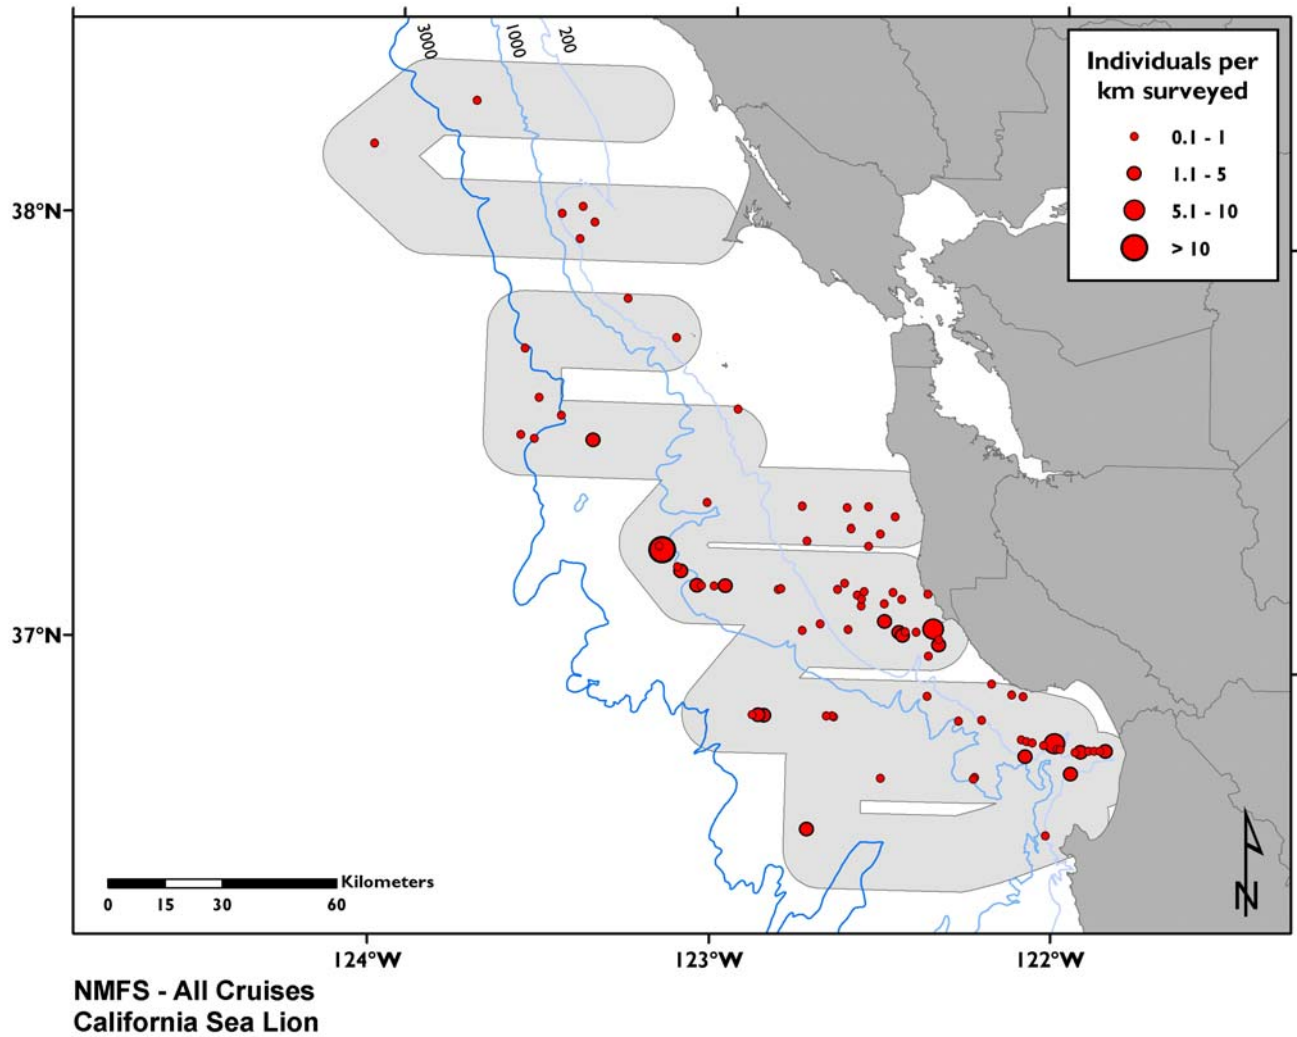 3000
1000
200
Individuals per
km surveyed
0.1 - 1
1.1 - 5
5.1 - 10
> 10
38°N
37°N
Kilometers
0 15 30 60
N
124°W 123°W 122°W
NMFS - All Cruises
California Sea Lion